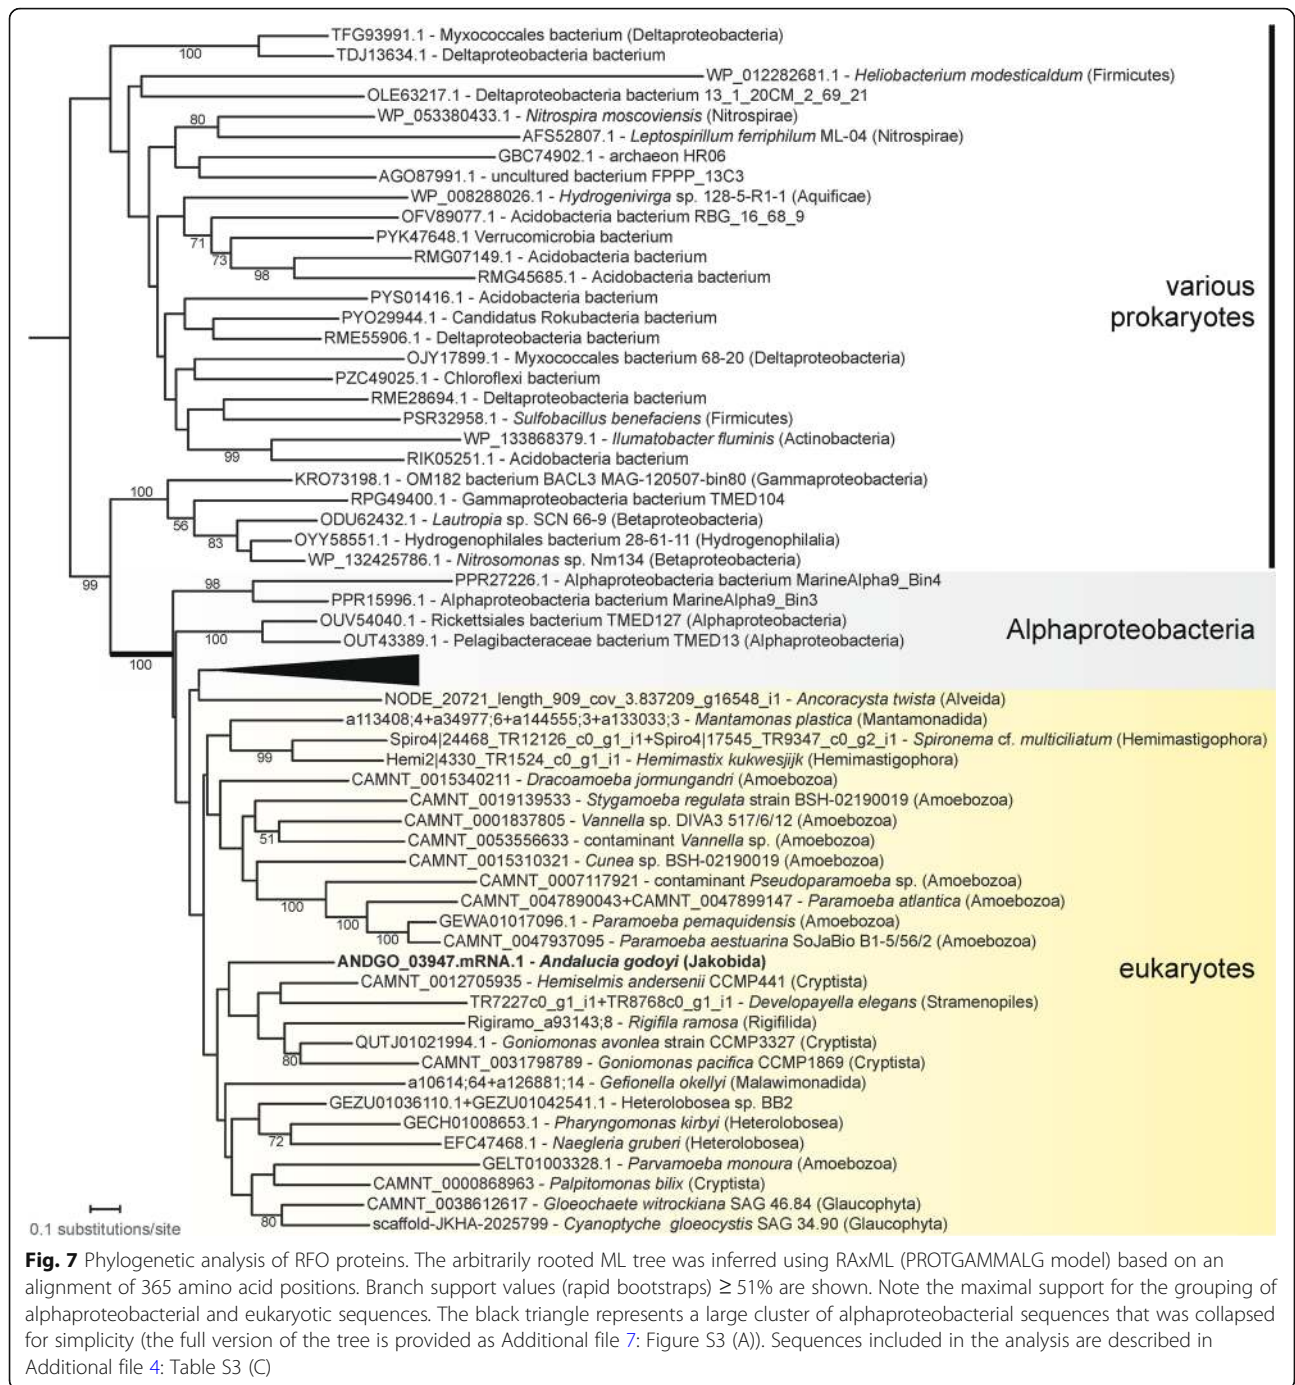 TFG93991.1 - Myxococcales bacterium (Deltaproteobacteria)
100
TDJ13634.1 - Deltaproteobacteria bacterium
WP_012282681.1 - Heliobacterium modesticaldum (Firmicutes)
OLE63217.1 - Deltaproteobacteria bacterium 13_1_20CM_2_69_21
80
WP_053380433.1 - Nitrospira moscoviensis (Nitrospirae)
AFS52807.1 - Leptospirillum ferriphilum ML-04 (Nitrospirae)
GBC74902.1 - archaeon HR06
AGO87991.1 - uncultured bacterium FPPP_13C3
WP_008288026.1 - Hydrogenivirga sp. 128-5-R1-1 (Aquificae)
OFV89077.1 - Acidobacteria bacterium RBG_16_68_9
71
PYK47648.1 Verrucomicrobia bacterium
73
RMG07149.1 - Acidobacteria bacterium
98
RMG45685.1 - Acidobacteria bacterium
various
prokaryotes
PYS01416.1 - Acidobacteria bacterium
PYO29944.1 - Candidatus Rokubacteria bacterium
RME55906.1 - Deltaproteobacteria bacterium
OJY17899.1 - Myxococcales bacterium 68-20 (Deltaproteobacteria)
PZC49025.1 - Chloroflexi bacterium
RME28694.1 - Deltaproteobacteria bacterium
PSR32958.1 - Sulfobacillus benefaciens (Firmicutes)
WP_133868379.1 - Ilumatobacter fluminis (Actinobacteria)
99
RIK05251.1 - Acidobacteria bacterium
KRO73198.1 - OM182 bacterium BACL3 MAG-120507-bin80 (Gammaproteobacteria)
100
RPG49400.1 - Gammaproteobacteria bacterium TMED104
56
ODU62432.1 - Lautropia sp. SCN 66-9 (Betaproteobacteria)
83
OYY58551.1 - Hydrogenophilales bacterium 28-61-11 (Hydrogenophilalia)
WP_132425786.1 - Nitrosomonas sp. Nm134 (Betaproteobacteria)
99
98
PPR27226.1 - Alphaproteobacteria bacterium MarineAlpha9_Bin4
PPR15996.1 - Alphaproteobacteria bacterium MarineAlpha9_Bin3
OUV54040.1 - Rickettsiales bacterium TMED127 (Alphaproteobacteria)
100
OUT43389.1 - Pelagibacteraceae bacterium TMED13 (Alphaproteobacteria)
Alphaproteobacteria
100
NODE_20721_length_909_cov_3.837209_g16548_i1 - Ancoracysta twista (Alveida)
a113408;4+a34977;6+a144555;3+a133033;3 - Mantamonas plastica (Mantamonadida)
Spiro4|24468_TR12126_c0_g1_i1+Spiro4|17545_TR9347_c0_g2_i1 - Spironema cf. multiciliatum (Hemimastigophora)
99
Hemi2|4330_TR1524_c0_g1_i1 - Hemimastix kukwesjijk (Hemimastigophora)
CAMNT_0015340211 - Dracoamoeba jormungandri (Amoebozoa)
CAMNT_0019139533 - Stygamoeba regulata strain BSH-02190019 (Amoebozoa)
CAMNT_0001837805 - Vannella sp. DIVA3 517/6/12 (Amoebozoa)
51
CAMNT_0053556633 - contaminant Vannella sp. (Amoebozoa)
CAMNT_0015310321 - Cunea sp. BSH-02190019 (Amoebozoa)
CAMNT_0007117921 - contaminant Pseudoparamoeba sp. (Amoebozoa)
100
CAMNT_0047890043+CAMNT_0047899147 - Paramoeba atlantica (Amoebozoa)
100
GEWA01017096.1 - Paramoeba pemaquidensis (Amoebozoa)
100
CAMNT_0047937095 - Paramoeba aestuarina SoJaBio B1-5/56/2 (Amoebozoa)
ANDGO_03947.mRNA.1 - Andalucia godoyi (Jakobida)
eukaryotes
CAMNT_0012705935 - Hemiselmis andersenii CCMP441 (Cryptista)
TR7227c0_g1_i1+TR8768c0_g1_i1 - Developayella elegans (Stramenopiles)
Rigiramo_a93143;8 - Rigifila ramosa (Rigifilida)
QUTJ01021994.1 - Goniomonas avonlea strain CCMP3327 (Cryptista)
80
CAMNT_0031798789 - Goniomonas pacifica CCMP1869 (Cryptista)
a10614;64+a126881;14 - Gefionella okellyi (Malawimonadida)
GEZU01036110.1+GEZU01042541.1 - Heterolobosea sp. BB2
GECH01008653.1 - Pharyngomonas kirbyi (Heterolobosea)
72
EFC47468.1 - Naegleria gruberi (Heterolobosea)
GELT01003328.1 - Parvamoeba monoura (Amoebozoa)
CAMNT_0000868963 - Palpitomonas bilix (Cryptista)
CAMNT_0038612617 - Gloeochaete witrockiana SAG 46.84 (Glaucophyta)
80
scaffold-JKHA-2025799 - Cyanoptyche gloeocystis SAG 34.90 (Glaucophyta)
0.1 substitutions/site
Fig. 7 Phylogenetic analysis of RFO proteins. The arbitrarily rooted ML tree was inferred using RAxML (PROTGAMMALG model) based on an
alignment of 365 amino acid positions. Branch support values (rapid bootstraps) ≥ 51% are shown. Note the maximal support for the grouping of
alphaproteobacterial and eukaryotic sequences. The black triangle represents a large cluster of alphaproteobacterial sequences that was collapsed
for simplicity (the full version of the tree is provided as Additional file 7: Figure S3 (A)). Sequences included in the analysis are described in
Additional file 4: Table S3 (C)